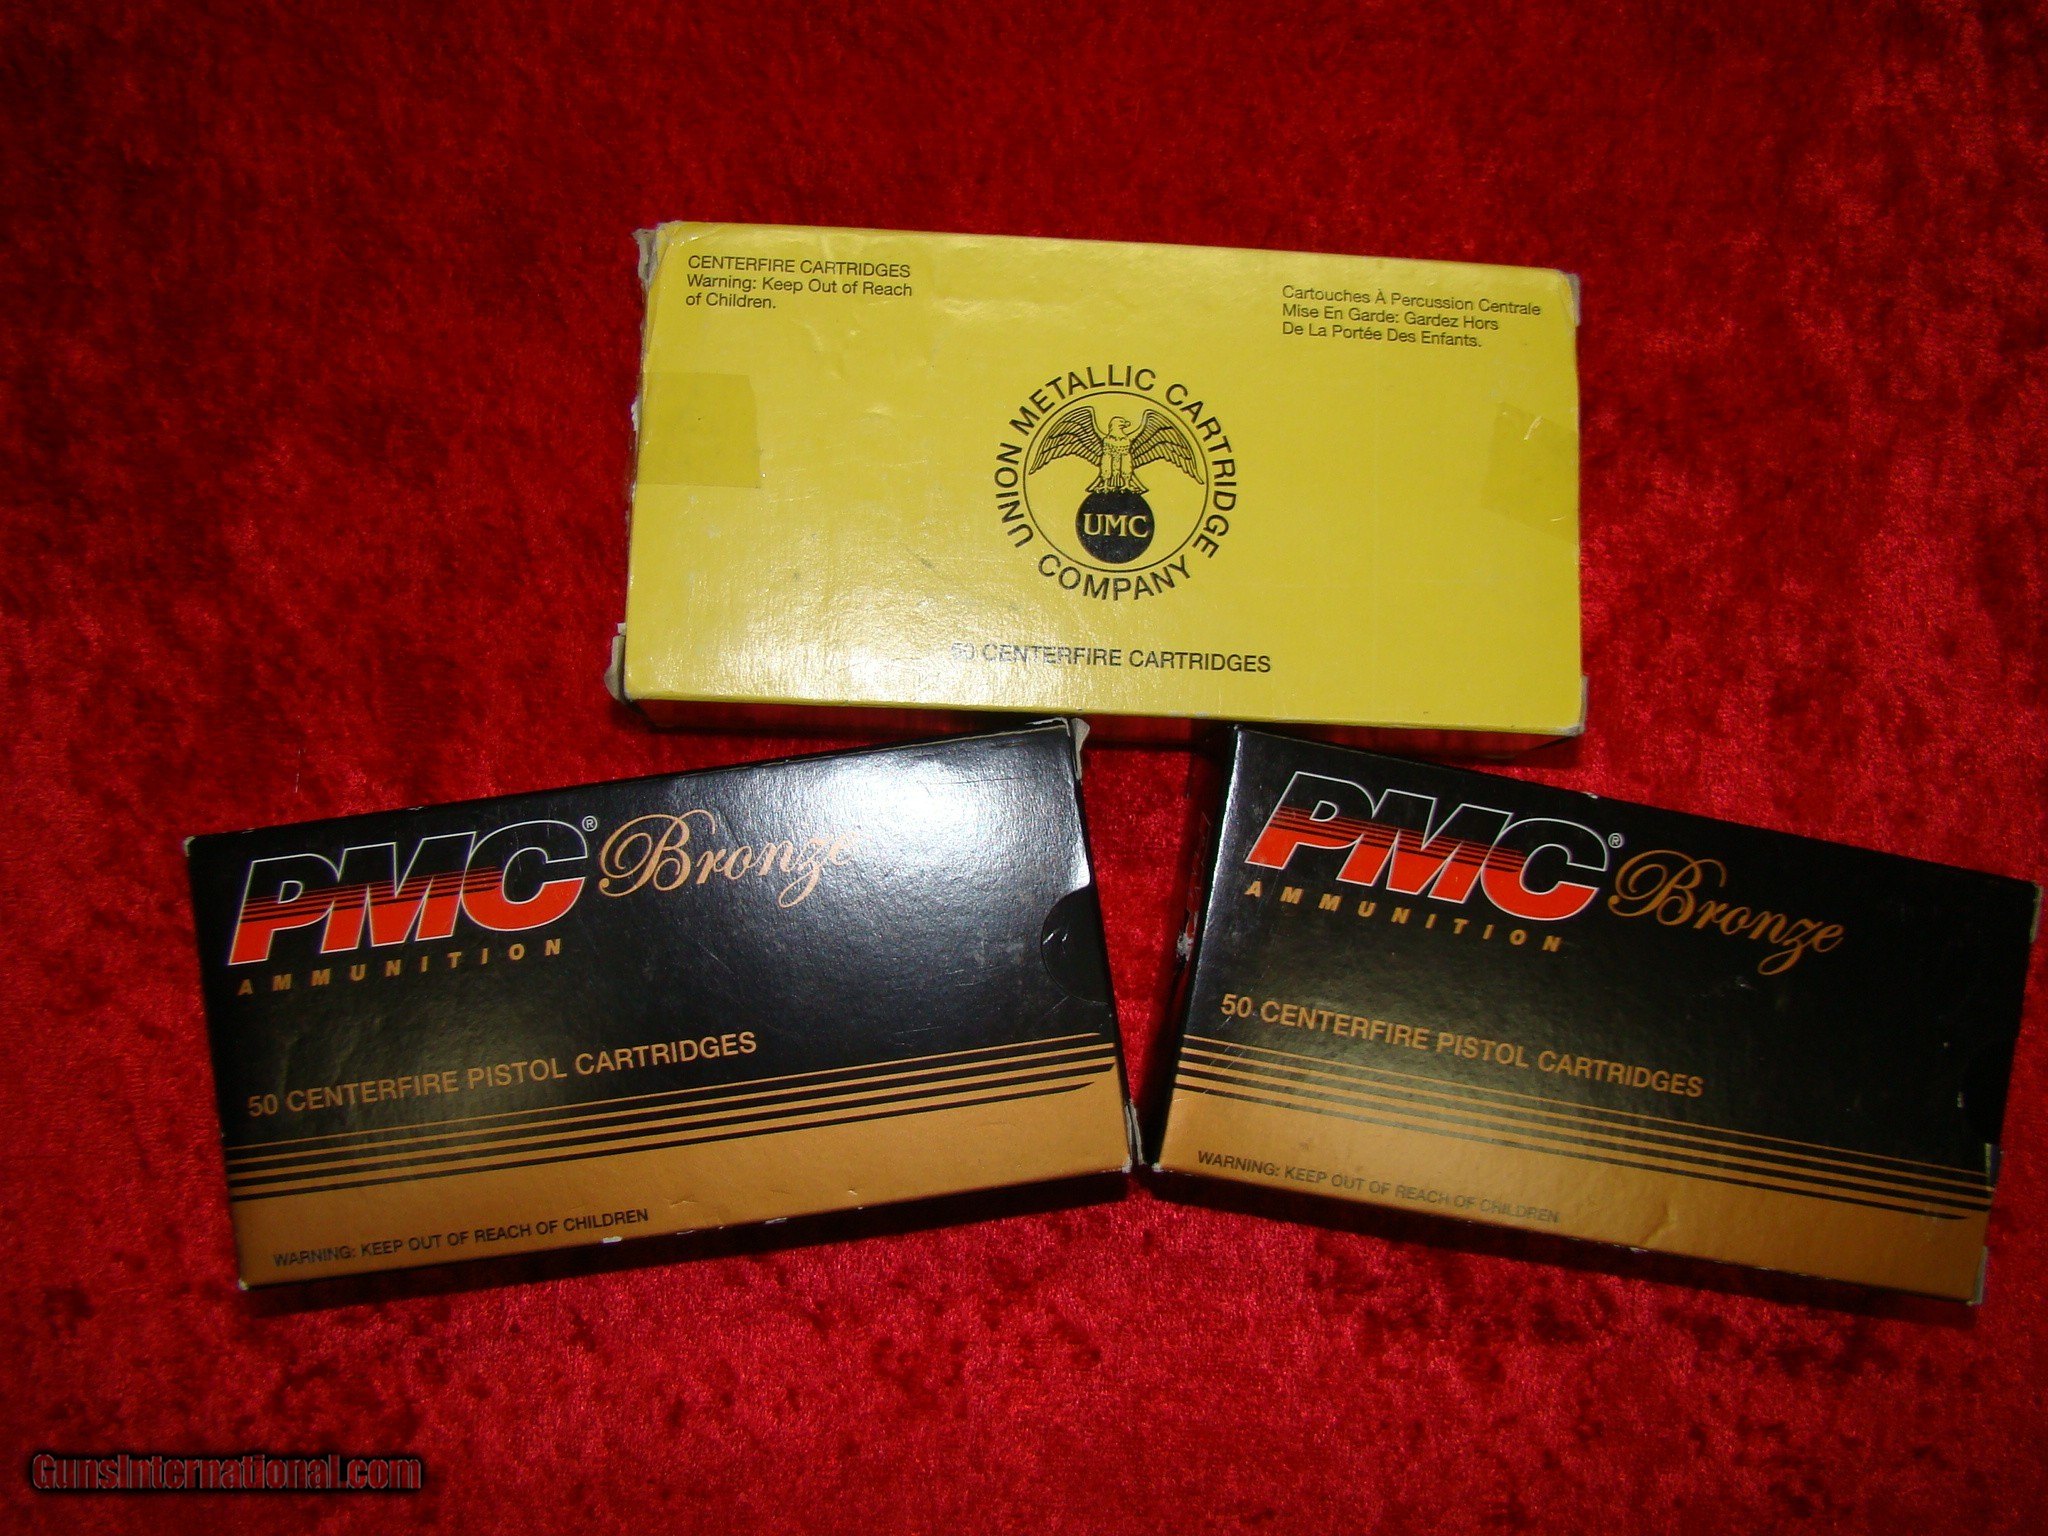 CENTERFIRE CARTRIDGES
Warning: Keep Out of Reach
of Children.
Cartouches À Percussion Centrale
Mise En Garde: Gardez Hors
De La Portée Des Enfants.
UNION METALLIC CARTRIDGE
COMPANY
UMC
50 CENTERFIRE CARTRIDGES
PMC® Bronze
AMMUNITION
50 CENTERFIRE PISTOL CARTRIDGES
WARNING: KEEP OUT OF REACH OF CHILDREN
PMC® Bronze
AMMUNITION
50 CENTERFIRE PISTOL CARTRIDGES
WARNING: KEEP OUT OF REACH OF CHILDREN
GunsInternational.com